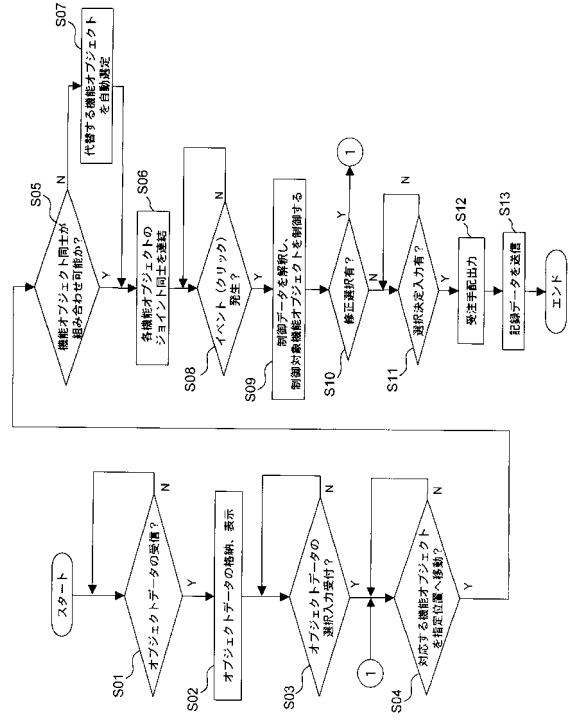 スタート
S01
オブジェクトデータの受信？
N
Y
S02
オブジェクトデータの格納、表示
S03
オブジェクトデータの
選択入力受付？
N
Y
1
S04
対応する機能オブジェクト
を指定位置へ移動？
N
Y
S05
機能オブジェクト同士が
組み合わせ可能か？
N
Y
S07
代替する機能オブジェクト
を自動選定
S06
各機能オブジェクトの
ジョイント同士を連結
S08
イベント（クリック）
発生？
N
Y
S09
制御データを解釈し、
制御対象機能オブジェクトを制御する
S10
修正選択有？
Y
1
N
S11
選択決定入力有？
N
Y
S12
受注手配出力
S13
記録データを送信
エンド